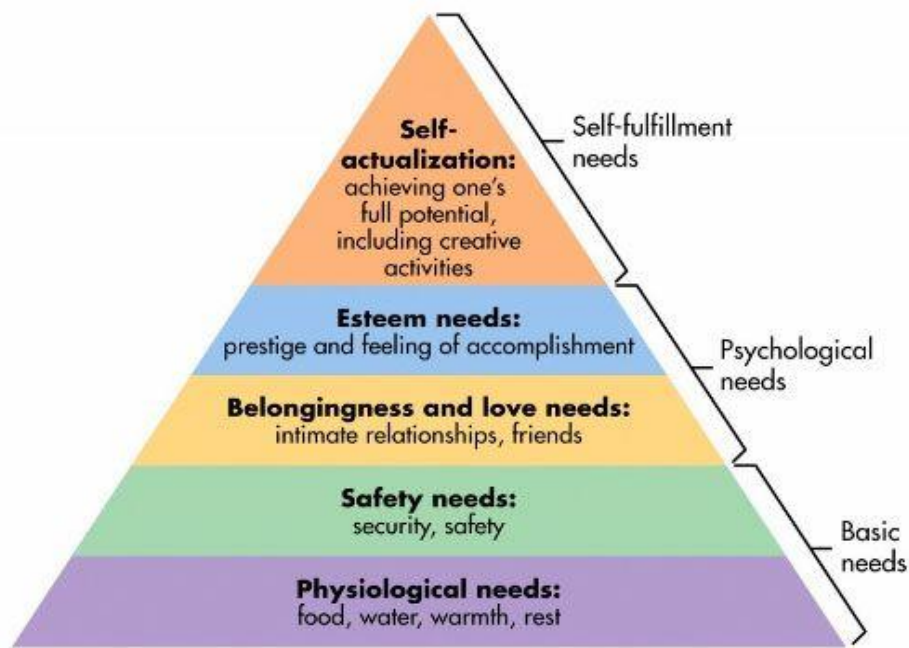 Self-
actualization:
achieving one's
full potential,
including creative
activities
Self-fulfillment
needs
Esteem needs:
prestige and feeling of accomplishment
Psychological
needs
Belongingness and love needs:
intimate relationships, friends
Safety needs:
security, safety
Basic
needs
Physiological needs:
food, water, warmth, rest